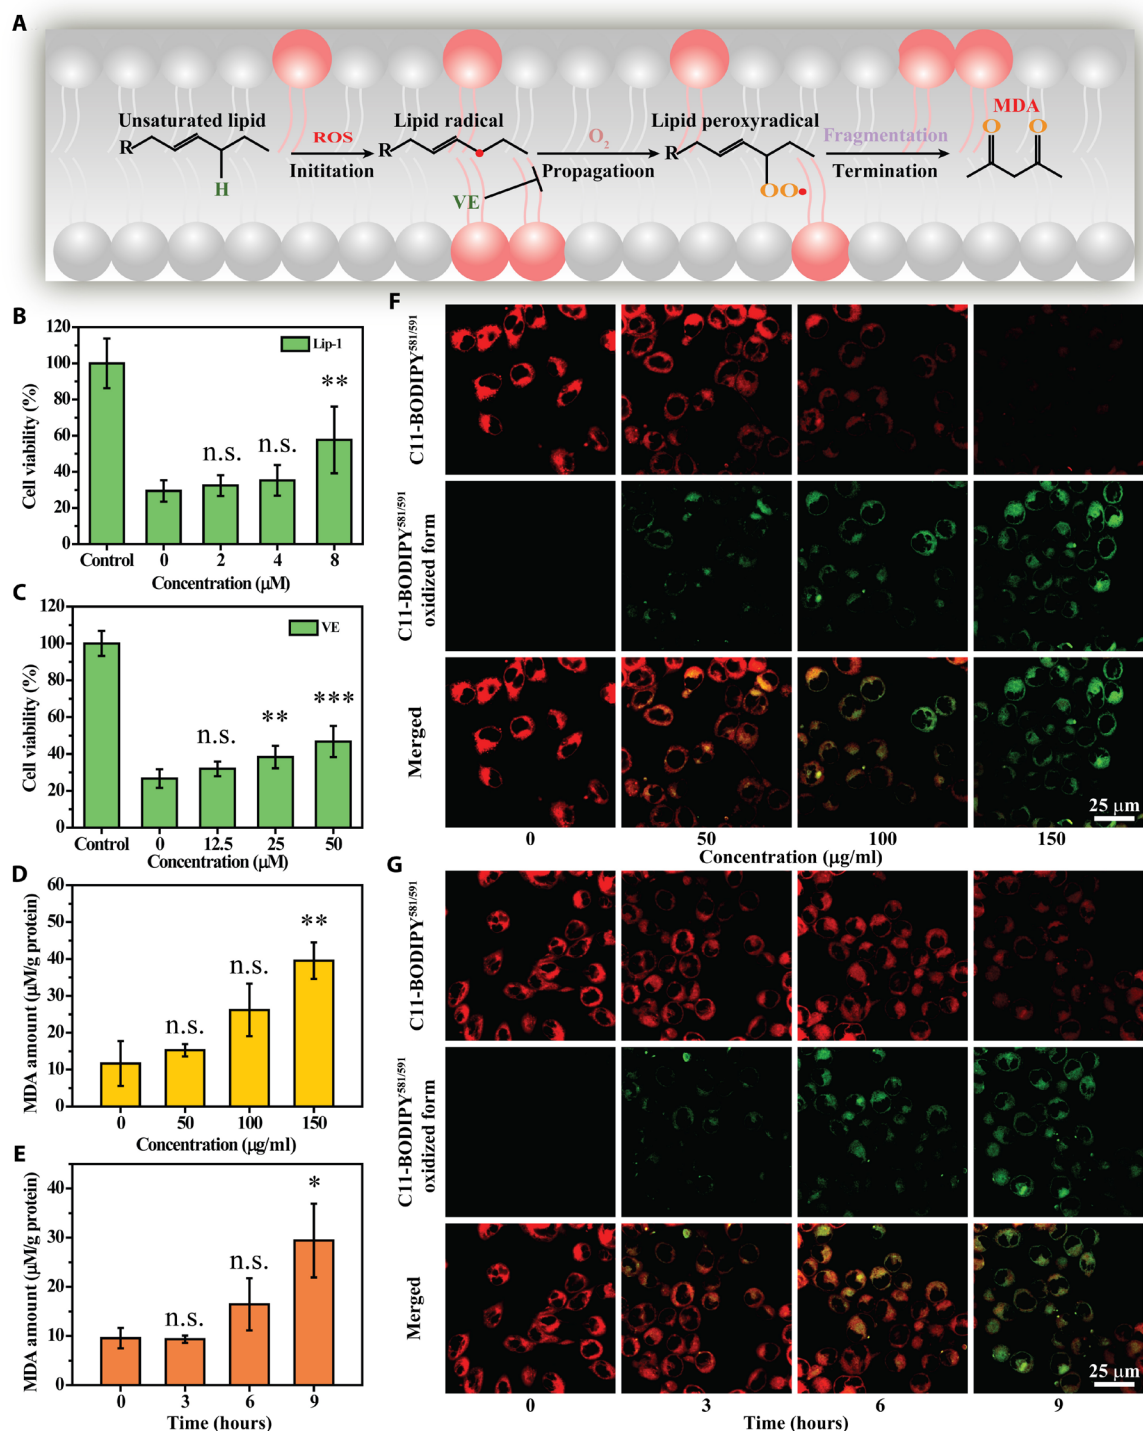 A
Unsaturated lipid
ROS
Inititation
R
H
Lipid radical
R
VE
O2
Propagatioon
Lipid peroxyradical
R
OO•
Fragmentation
Termination
MDA
O O
B
Cell viability (%)
120
100
80
60
40
20
0
Lip-1
n.s.
n.s.
**
Control 0 2 4 8
Concentration (μM)
C
Cell viability (%)
120
100
80
60
40
20
0
VE
n.s.
**
***
Control 0 12.5 25 50
Concentration (μM)
D
MDA amount (μM/g protein)
60
50
40
30
20
10
0
n.s.
n.s.
**
0 50 100 150
Concentration (μg/ml)
E
MDA amount (μM/g protein)
40
30
20
10
0
n.s.
n.s.
*
0 3 6 9
Time (hours)
F
C11-BODIPY581/591
C11-BODIPY581/591
oxidized form
Merged
25 μm
0 50 100 150
Concentration (μg/ml)
G
C11-BODIPY581/591
C11-BODIPY581/591
oxidized form
Merged
25 μm
0 3 6 9
Time (hours)